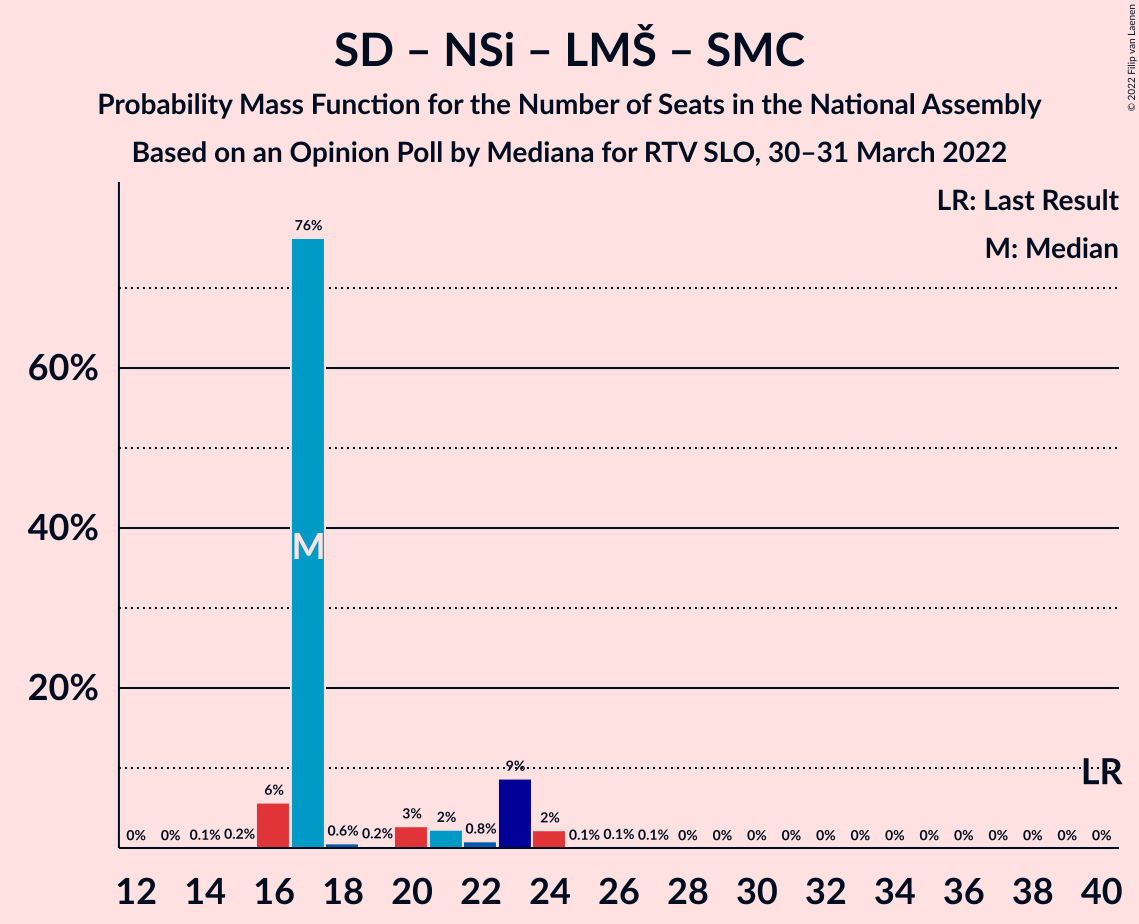 SD – NSi – LMŠ – SMC
Probability Mass Function for the Number of Seats in the National Assembly
Based on an Opinion Poll by Mediana for RTV SLO, 30–31 March 2022
© 2022 Filip van Laenen
LR: Last Result
M: Median
76%
60%
40%
M
20%
LR
0% 0% 0.1% 0.2% 6% 0.6% 0.2% 3% 2% 0.8% 9% 2% 0.1% 0.1% 0.1% 0% 0% 0% 0% 0% 0% 0% 0% 0% 0% 0% 0% 0%
12 14 16 18 20 22 24 26 28 30 32 34 36 38 40